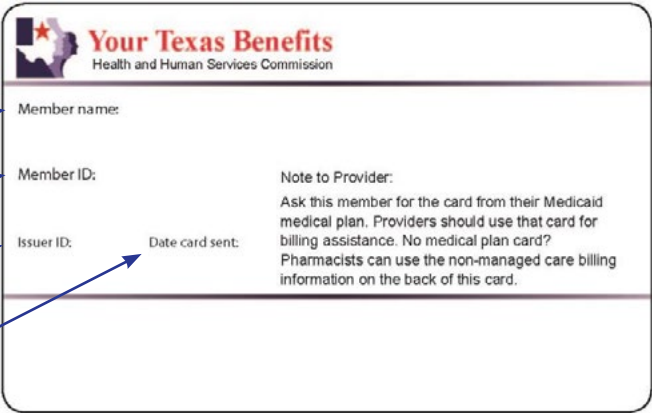 Your Texas Benefits
Health and Human Services Commission
Member name:
Member ID:
Note to Provider:
Ask this member for the card from their Medicaid
medical plan. Providers should use that card for
billing assistance. No medical plan card?
Pharmacists can use the non-managed care billing
information on the back of this card.
Issuer ID:
Date card sent: